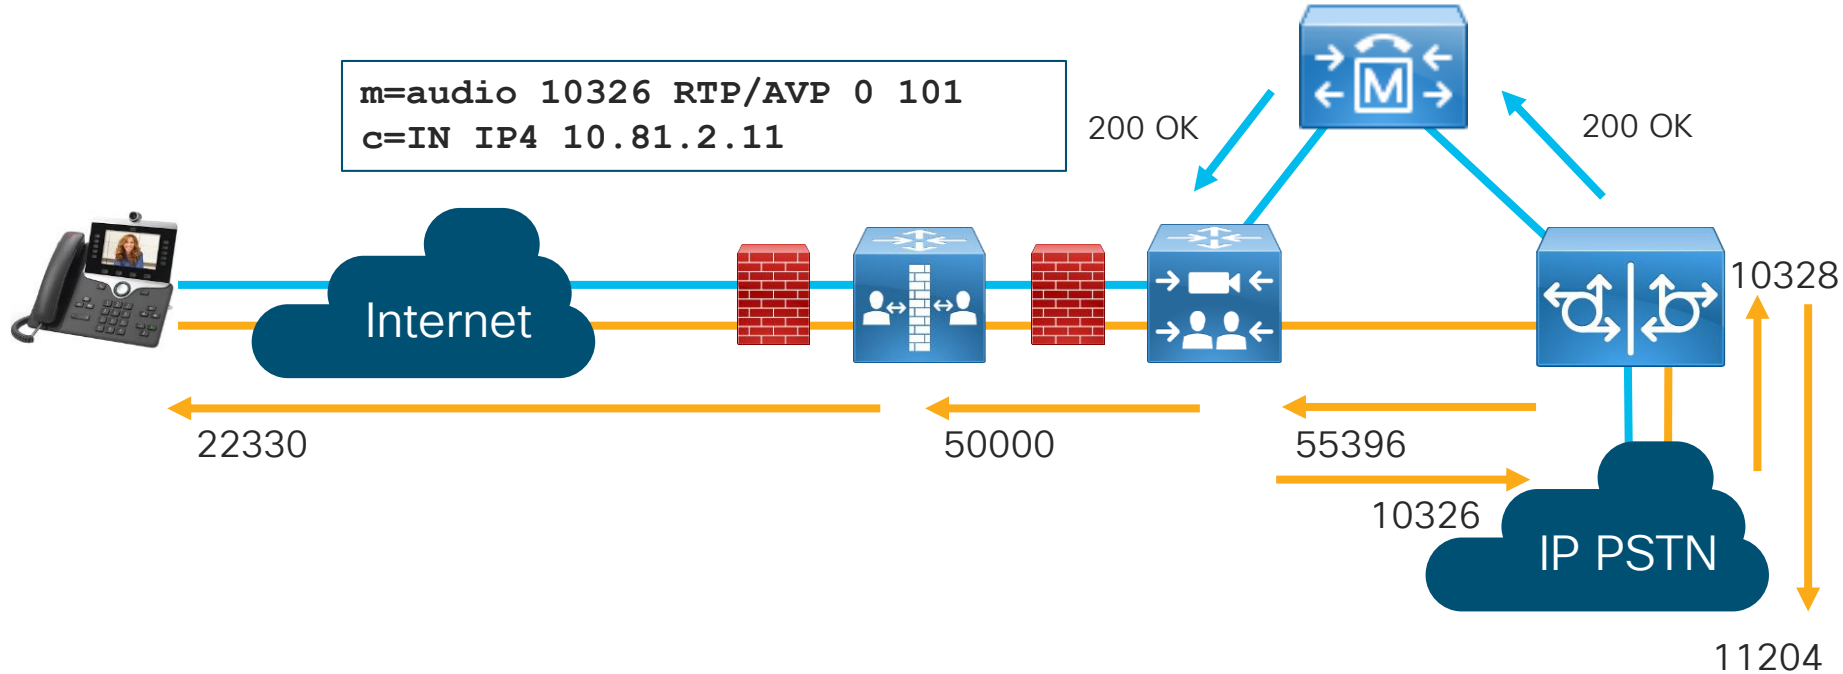 m=audio 10326 RTP/AVP 0 101
c=IN IP4 10.81.2.11
200 OK
200 OK
M
Internet
10328
22330
50000
55396
10326
IP PSTN
11204